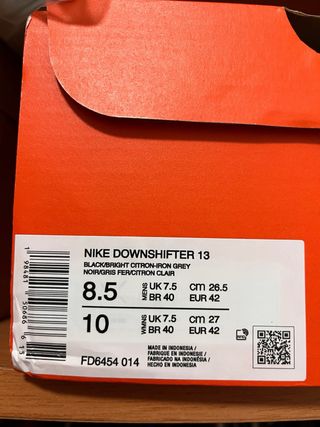 NIKE DOWNSHIFTER 13
BLACK/BRIGHT CITRON-IRON GREY
NOIR/GRIS FER/CITRON CLAIR
8.5 MENS UK 7.5 cm 26.5
BR 40 EUR 42
10 WMNS UK 7.5 cm 27
BR 40 EUR 42
FD6454 014
MADE IN INDONESIA /
FABRIQUE EN INDONESIE /
FABRICADO NA INDONÉSIA /
HECHO EN INDONESIA